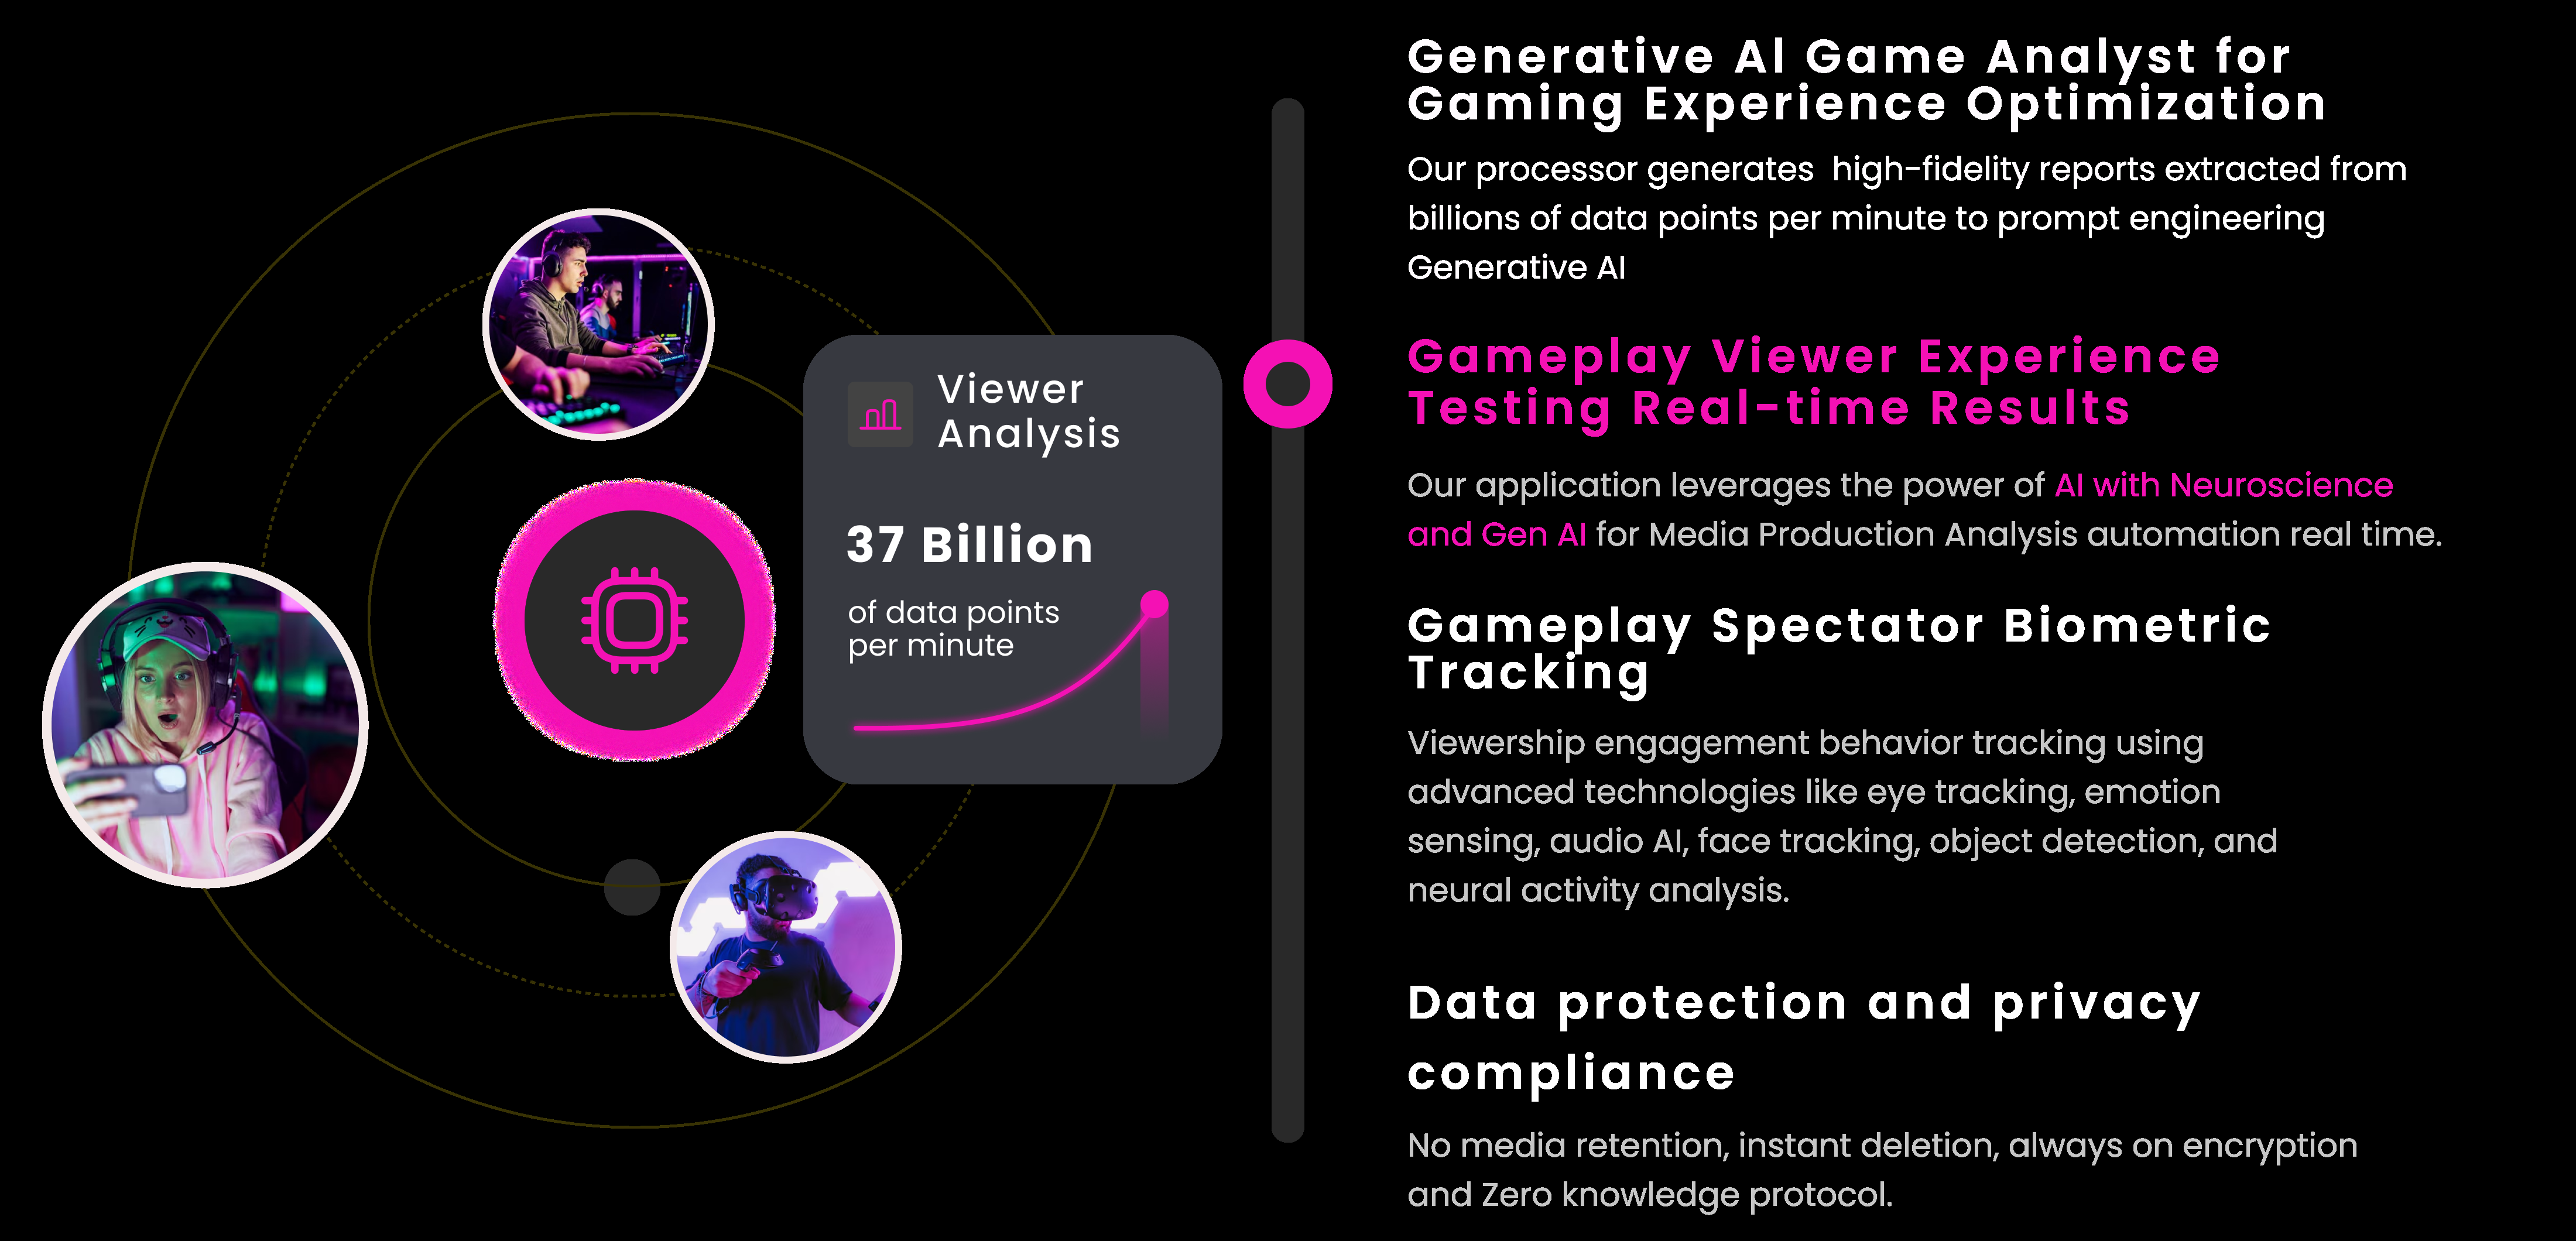 Generative AI Game Analyst for
Gaming Experience Optimization
Our processor generates  high-fidelity reports extracted from
billions of data points per minute to prompt engineering
Generative AI
Viewer
Analysis
37 Billion
of data points
per minute
Gameplay Viewer Experience
Testing Real-time Results
Our application leverages the power of AI with Neuroscience
and Gen AI for Media Production Analysis automation real time.
Gameplay Spectator Biometric
Tracking
Viewership engagement behavior tracking using
advanced technologies like eye tracking, emotion
sensing, audio AI, face tracking, object detection, and
neural activity analysis.
Data protection and privacy
compliance
No media retention, instant deletion, always on encryption
and Zero knowledge protocol.